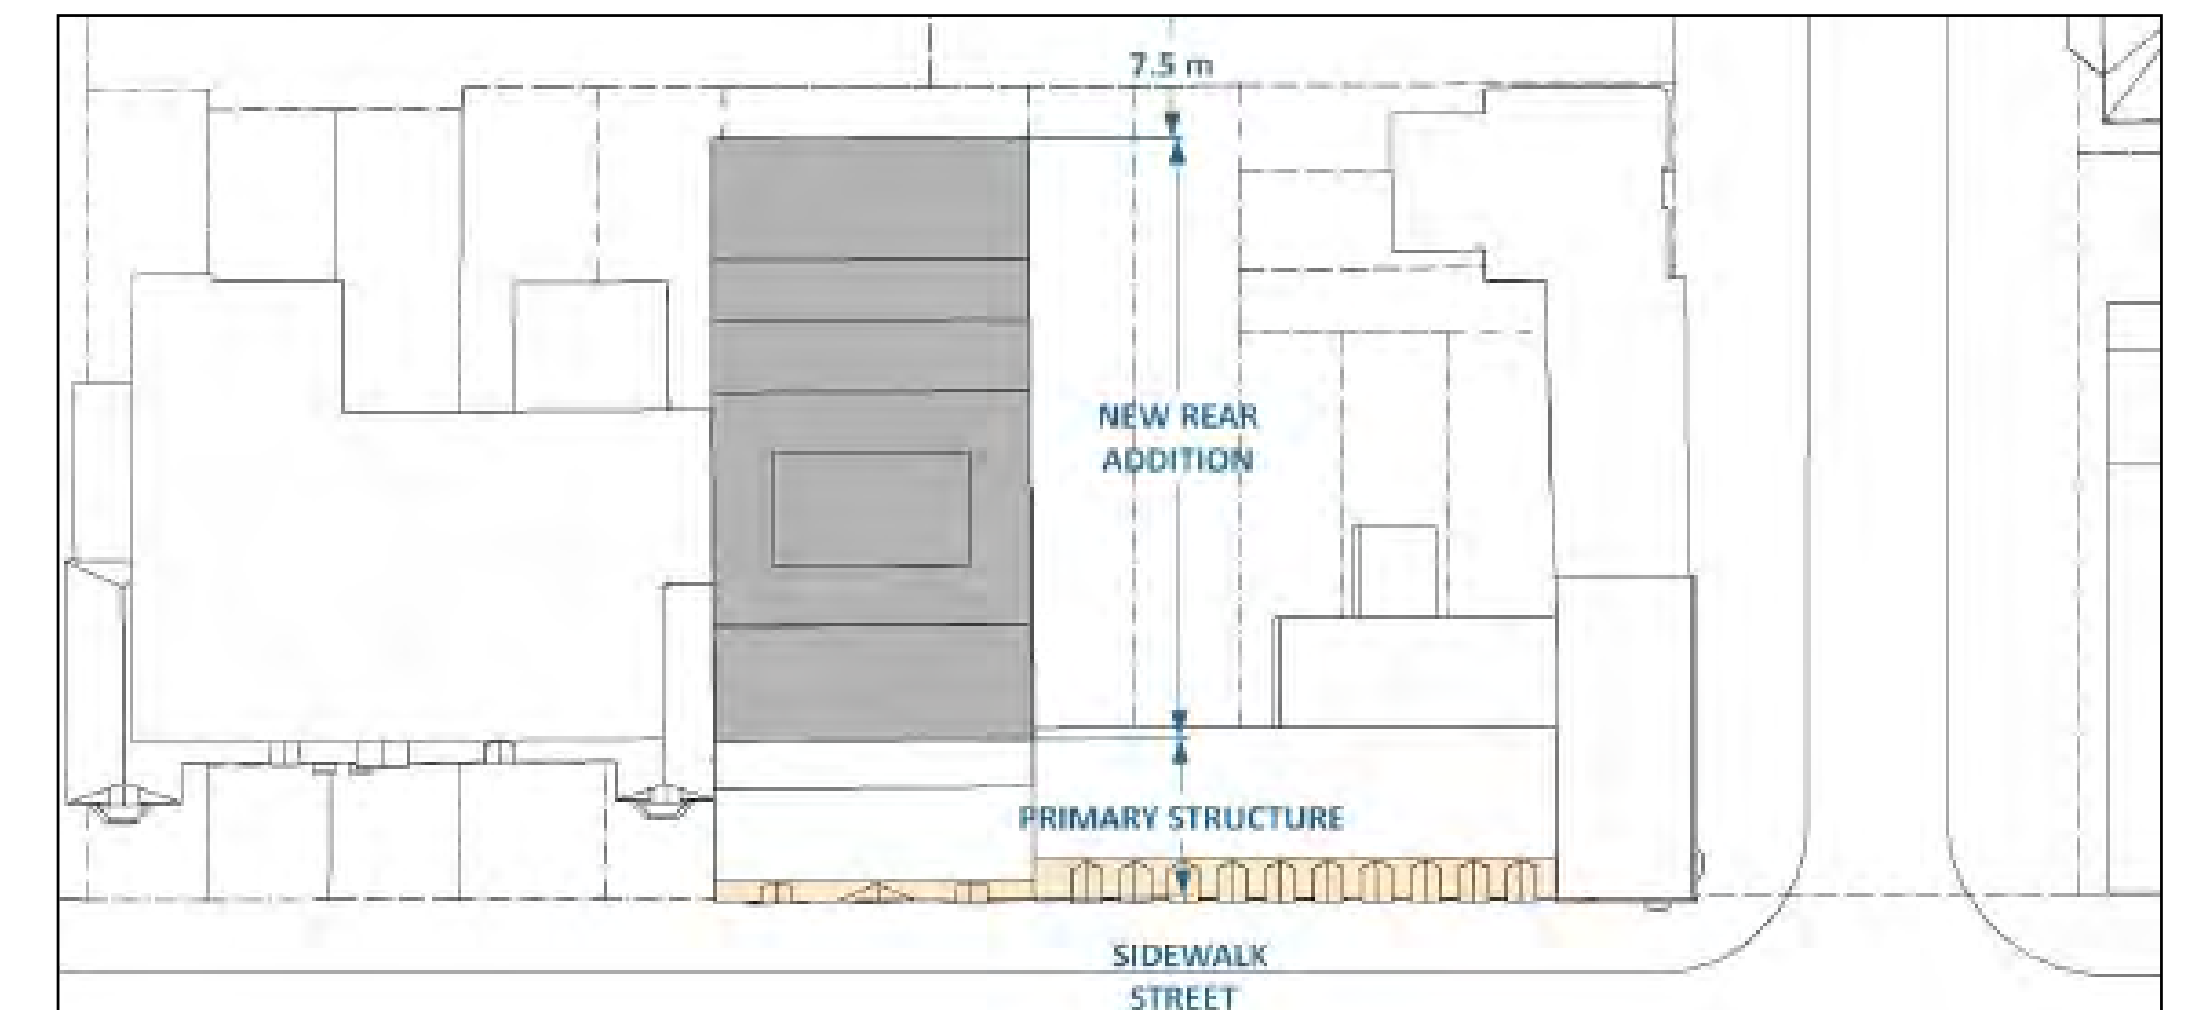 7.5 m
NEW REAR
ADDITION
PRIMARY STRUCTURE
SIDEWALK
STREET